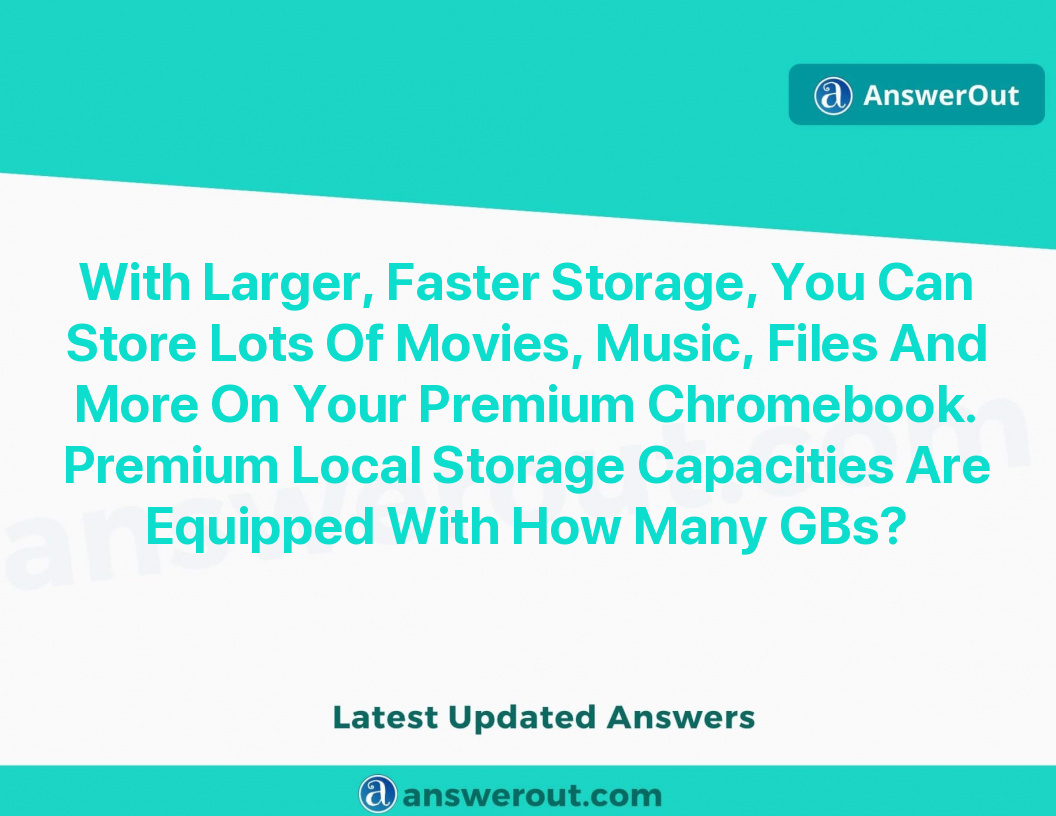 AnswerOut
With Larger, Faster Storage, You Can
Store Lots Of Movies, Music, Files And
More On Your Premium Chromebook.
Premium Local Storage Capacities Are
Equipped With How Many GBs?
answerout.com
Latest Updated Answers
answerout.com